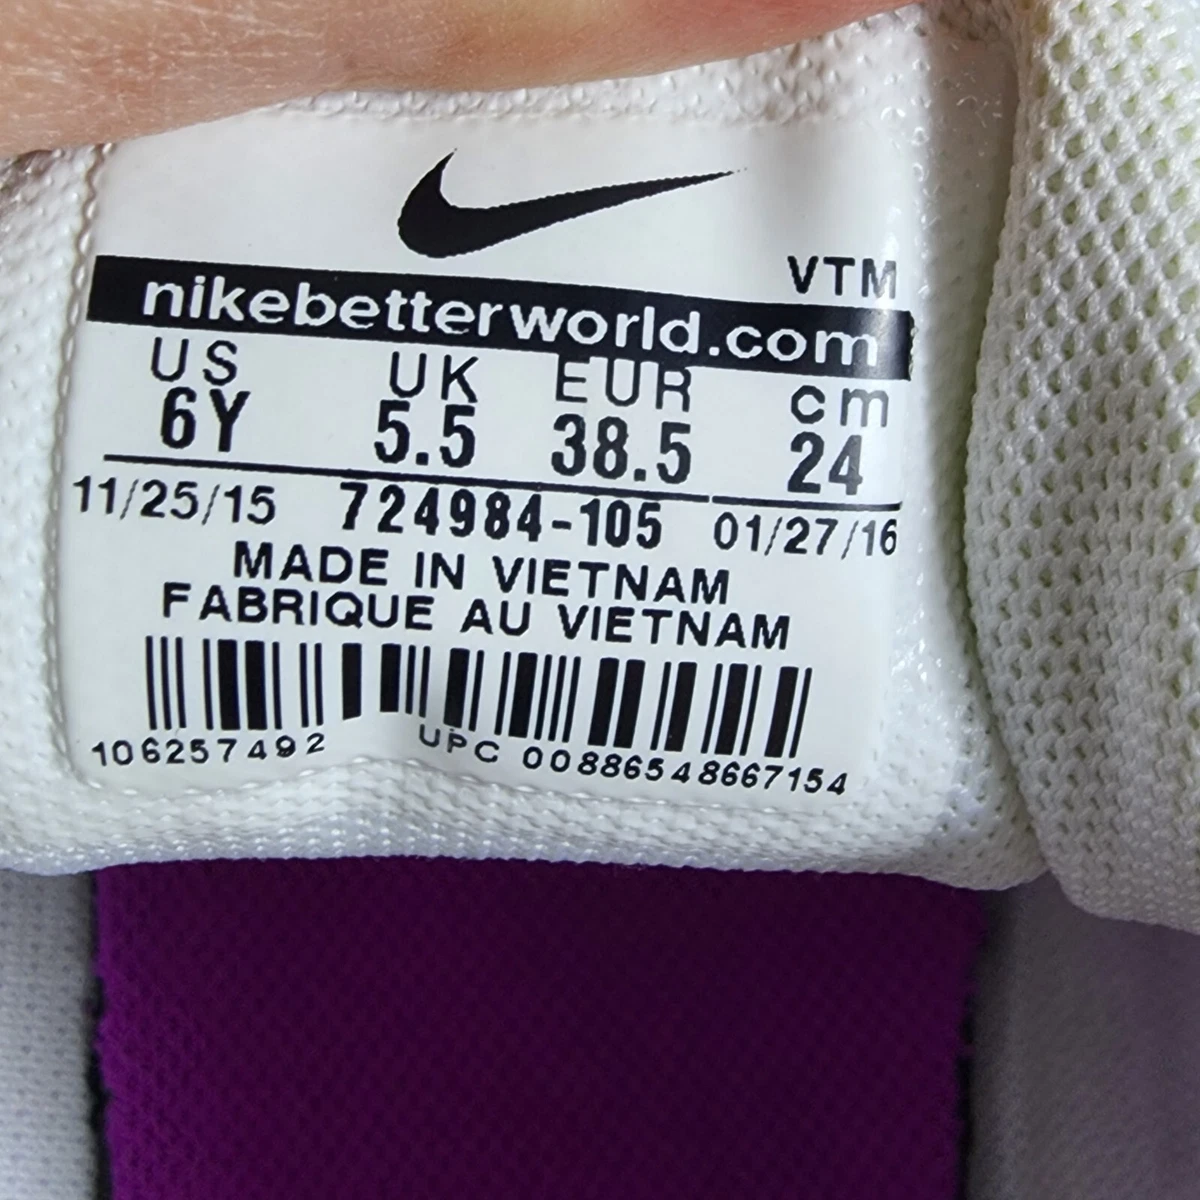 VTM
nikebetterworld.com
US UK EUR cm
6Y 5.5 38.5 24
11/25/15 724984-105 01/27/16
MADE IN VIETNAM
FABRIQUE AU VIETNAM
106257492 UPC 00886548667154